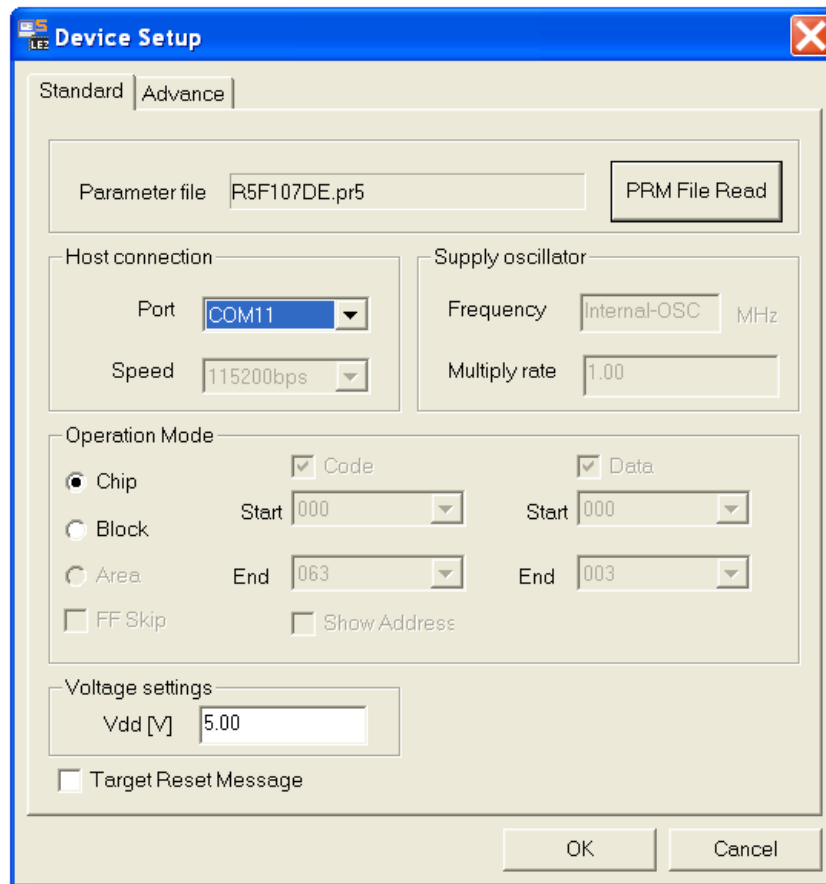 Device Setup
Standard Advance
Parameter file R5F107DE.pr5 PRM File Read
Host connection Supply oscillator
Port COM11 Frequency Internal-OSC MHz
Speed 115200bps Multiply rate 1.00
Operation Mode
Chip Code Data
Start 000 Start 000
Block
Area End 063 End 003
FF Skip Show Address
Voltage settings
Vdd [V] 5.00
Target Reset Message
OK Cancel